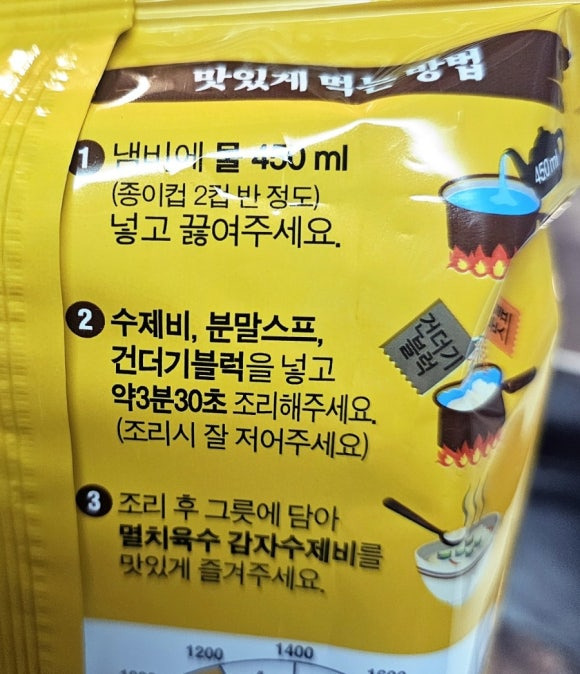 맛있게 먹는 방법
1 냄비에 물 450 ml
(종이컵 2컵 반 정도)
넣고 끓여주세요.
450ml
2 수제비, 분말스프,
건더기블럭을 넣고
약3분30초 조리해주세요.
(조리시 잘 저어주세요)
건더기
블럭
3 조리 후 그릇에 담아
멸치육수 감자수제비를
맛있게 즐겨주세요.
1200 1400